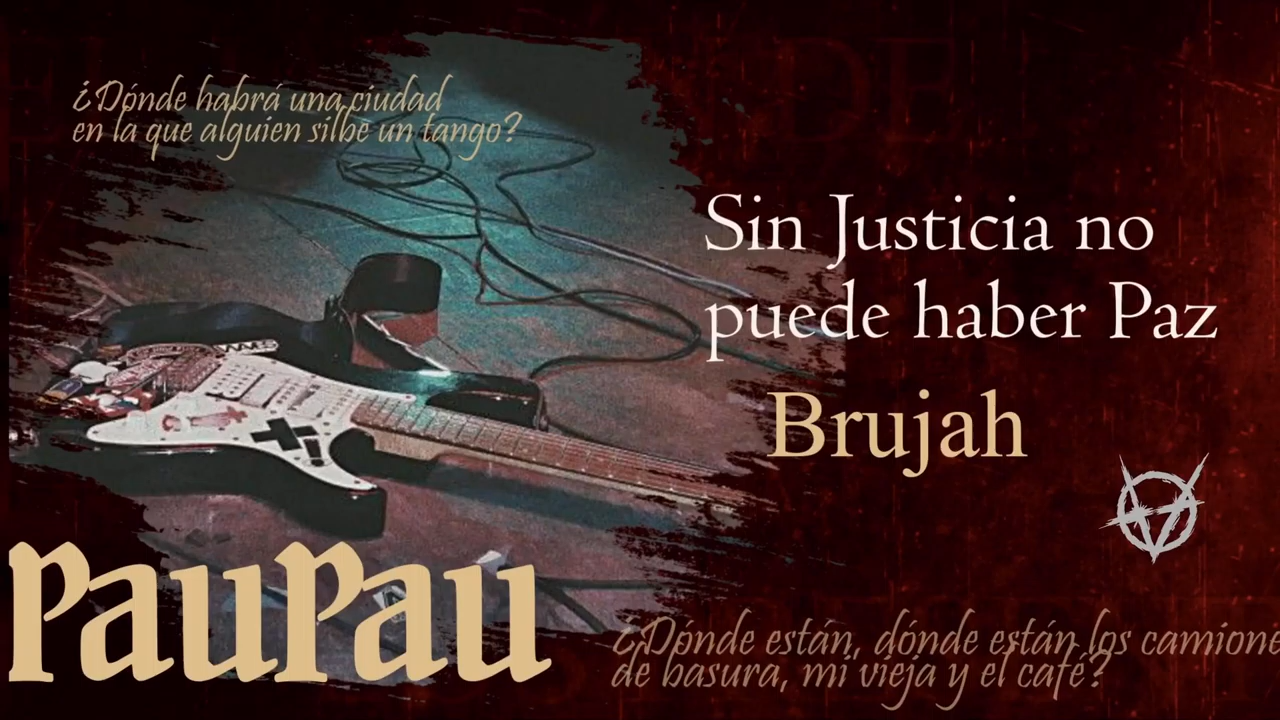 ¿Dónde habrá una ciudad
en la que alguien silbe un tango?
Sin Justicia no
puede haber Paz
Brujah
PauPau
¿Dónde están, dónde están los camione
de basura, mi vieja y el café?